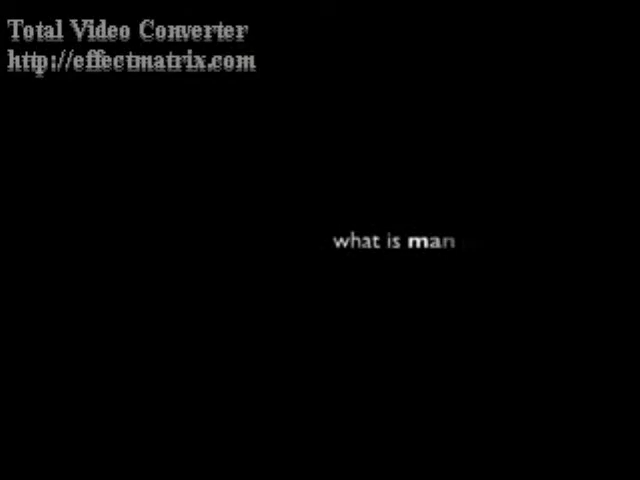 Total Video Converter
http://effectmatrix.com
what is man